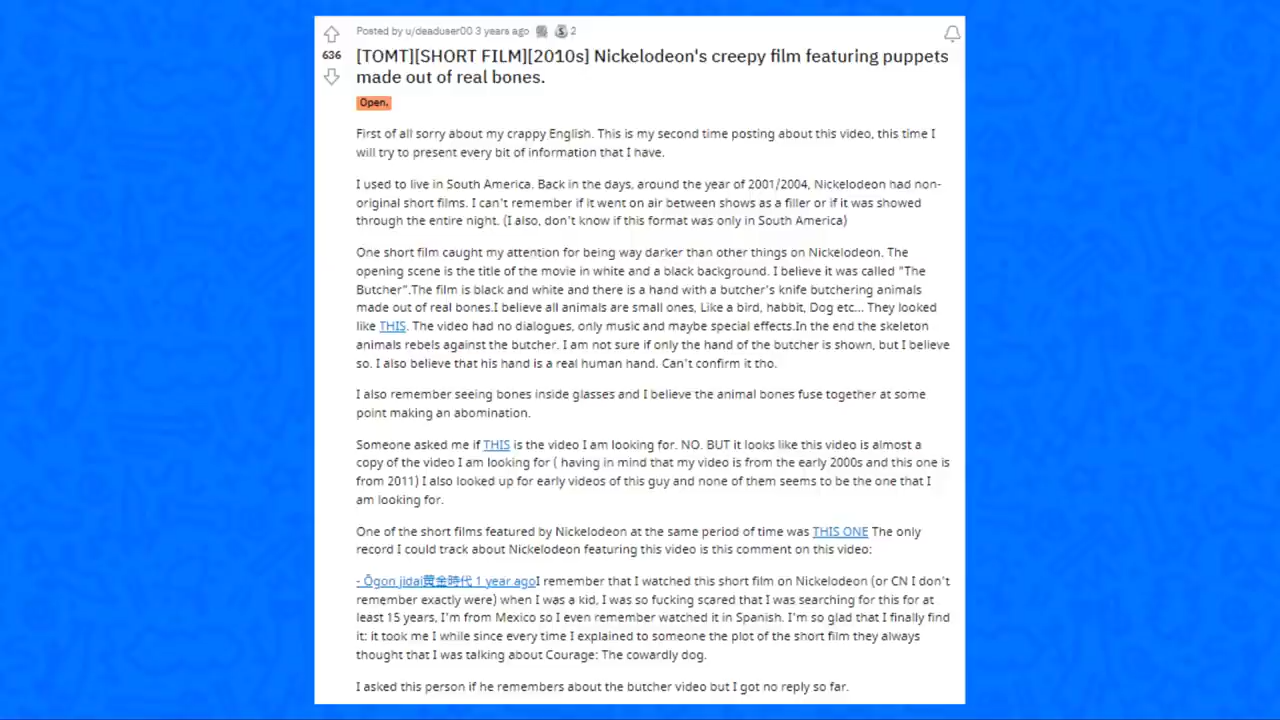 Posted by u/deaduser00 3 years ago 2
636
[TOMT][SHORT FILM][2010s] Nickelodeon's creepy film featuring puppets
made out of real bones.
Open.
First of all sorry about my crappy English. This is my second time posting about this video, this time I
will try to present every bit of information that I have.
I used to live in South America. Back in the days, around the year of 2001/2004, Nickelodeon had non-
original short films. I can't remember if it went on air between shows as a filler or if it was showed
through the entire night. (I also, don't know if this format was only in South America)
One short film caught my attention for being way darker than other things on Nickelodeon. The
opening scene is the title of the movie in white and a black background. I believe it was called "The
Butcher".The film is black and white and there is a hand with a butcher's knife butchering animals
made out of real bones.I believe all animals are small ones, Like a bird, habbit, Dog etc... They looked
like THIS. The video had no dialogues, only music and maybe special effects.In the end the skeleton
animals rebels against the butcher. I am not sure if only the hand of the butcher is shown, but I believe
so. I also believe that his hand is a real human hand. Can't confirm it tho.
I also remember seeing bones inside glasses and I believe the animal bones fuse together at some
point making an abomination.
Someone asked me if THIS is the video I am looking for. NO. BUT it looks like this video is almost a
copy of the video I am looking for ( having in mind that my video is from the early 2000s and this one is
from 2011) I also looked up for early videos of this guy and none of them seems to be the one that I
am looking for.
One of the short films featured by Nickelodeon at the same period of time was THIS ONE The only
record I could track about Nickelodeon featuring this video is this comment on this video:
- Ōgon jidai黄金時代 1 year agoI remember that I watched this short film on Nickelodeon (or CN I don't
remember exactly were) when I was a kid, I was so fucking scared that I was searching for this for at
least 15 years, I'm from Mexico so I even remember watched it in Spanish. I'm so glad that I finally find
it: it took me I while since every time I explained to someone the plot of the short film they always
thought that I was talking about Courage: The cowardly dog.
I asked this person if he remembers about the butcher video but I got no reply so far.